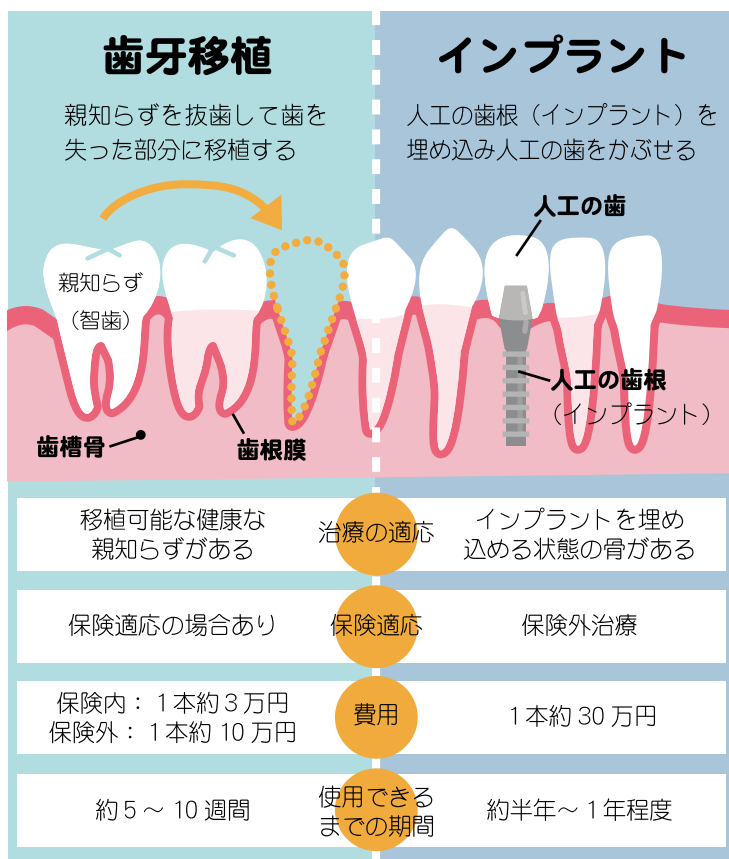 歯牙移植
親知らずを抜歯して歯を
失った部分に移植する
インプラント
人工の歯根（インプラント）を
埋め込み人工の歯をかぶせる
人工の歯
親知らず
（智歯）
人工の歯根
（インプラント）
歯槽骨
歯根膜
移植可能な健康な
親知らずがある
治療の適応
インプラントを埋め
込める状態の骨がある
保険適応の場合あり
保険適応
保険外治療
保険内：１本約３万円
保険外：１本約 10 万円
費用
１本約 30 万円
約５〜 10 週間
使用できる
までの期間
約半年〜１年程度